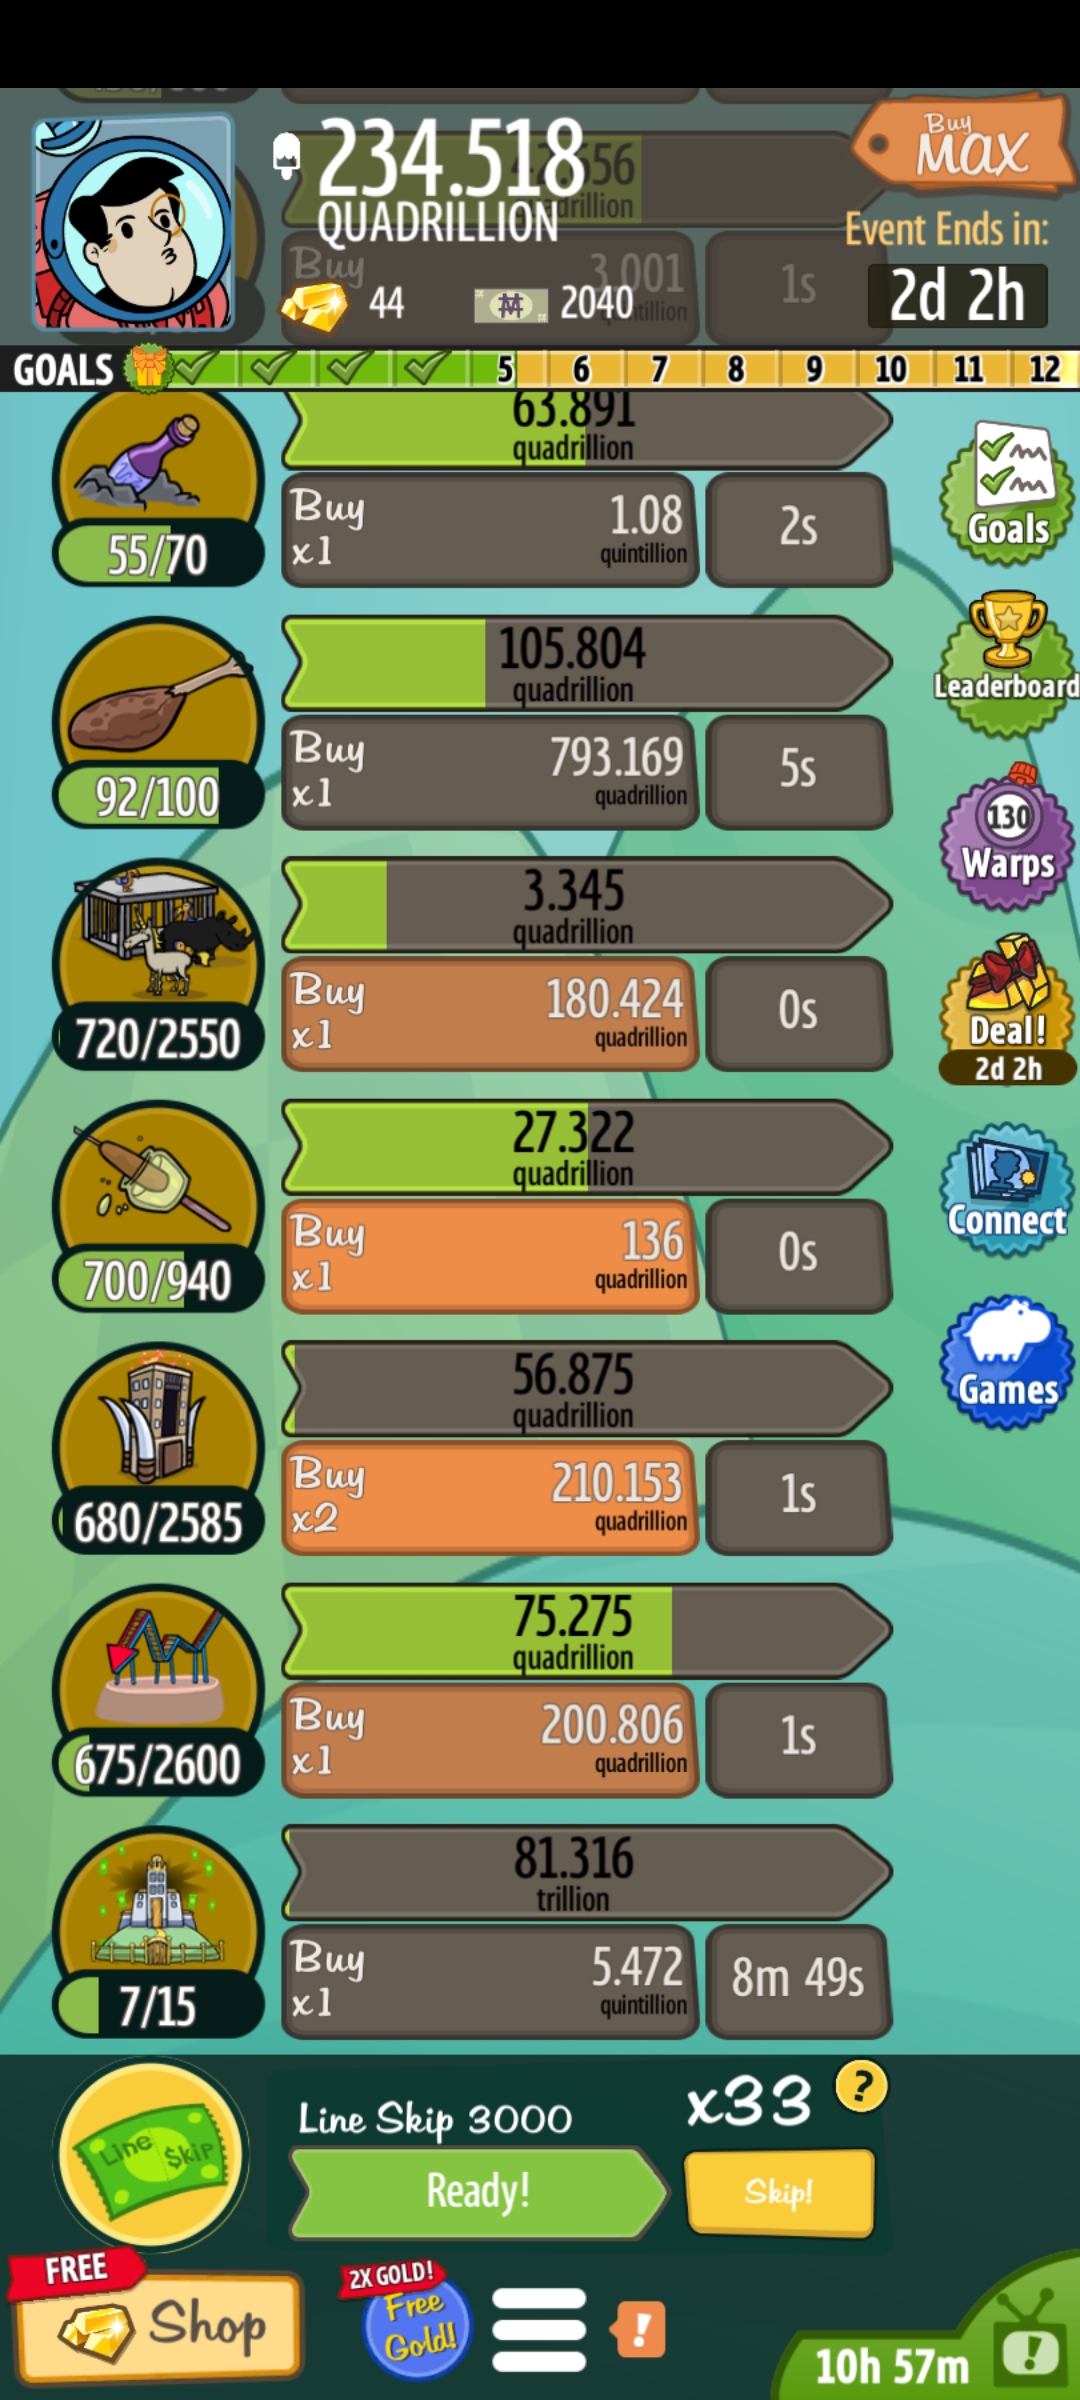 234.518
QUADRILLION
Buy
MAX
Event Ends in:
2d 2h
44
2040
Buy
3.001
1s
GOALS
5 6 7 8 9 10 11 12
63.891
quadrillion
55/70
Buy
x1
1.08
quintillion
2s
Goals
105.804
quadrillion
92/100
Buy
x1
793.169
quadrillion
5s
Leaderboard
130
Warps
3.345
quadrillion
720/2550
Buy
x1
180.424
quadrillion
0s
Deal!
2d 2h
27.322
quadrillion
700/940
Buy
x1
136
quadrillion
0s
Connect
56.875
quadrillion
680/2585
Buy
x2
210.153
quadrillion
1s
Games
75.275
quadrillion
675/2600
Buy
x1
200.806
quadrillion
1s
81.316
trillion
7/15
Buy
x1
5.472
quintillion
8m 49s
Line $kip
Line Skip 3000
x33
?
Ready!
Skip!
FREE
Shop
2X GOLD!
Free
Gold!
!
10h 57m
!